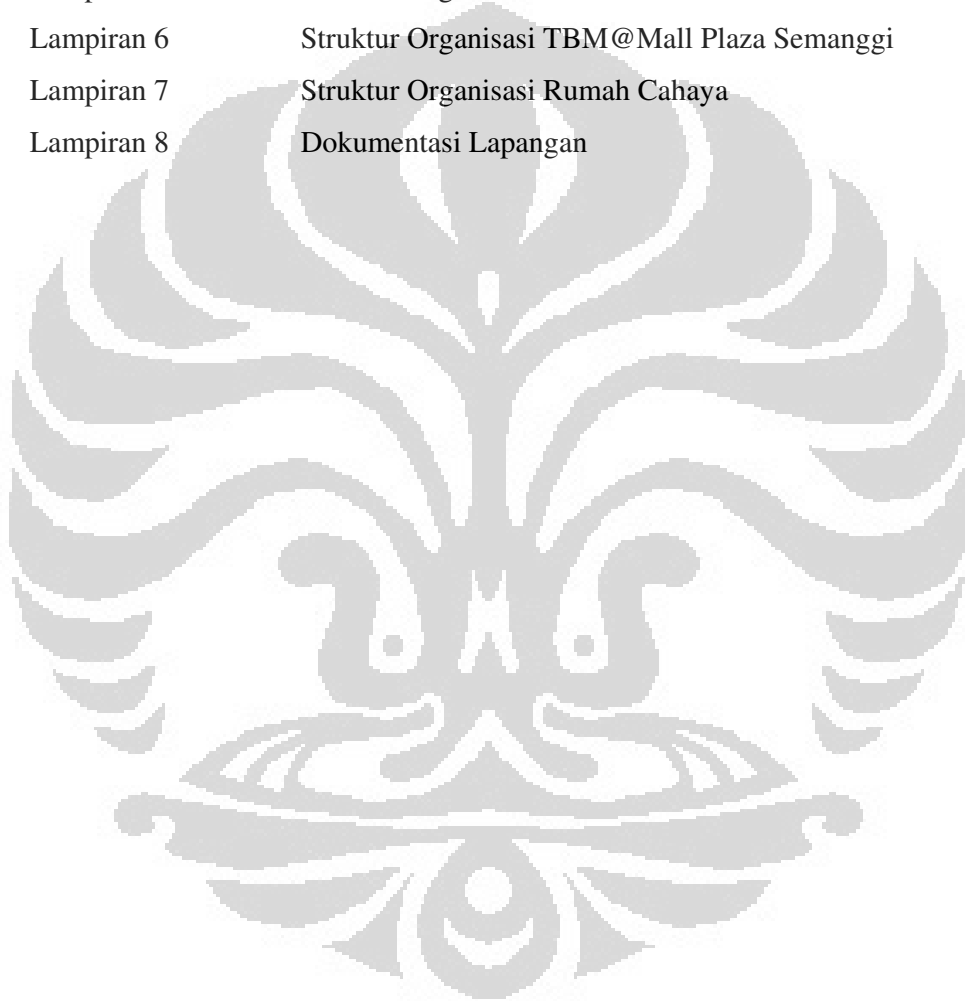 Lampiran 6 Struktur Organisasi TBM@Mall Plaza Semanggi
Lampiran 7 Struktur Organisasi Rumah Cahaya
Lampiran 8 Dokumentasi Lapangan